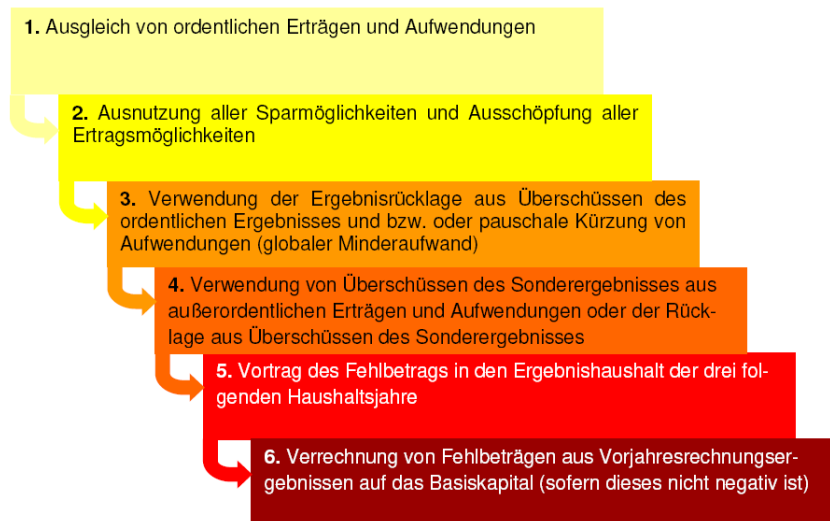 1. Ausgleich von ordentlichen Erträgen und Aufwendungen
2. Ausnutzung aller Sparmöglichkeiten und Ausschöpfung aller
Ertragsmöglichkeiten
3. Verwendung der Ergebnisrücklage aus Überschüssen des
ordentlichen Ergebnisses und bzw. oder pauschale Kürzung von
Aufwendungen (globaler Minderaufwand)
4. Verwendung von Überschüssen des Sonderergebnisses aus
außerordentlichen Erträgen und Aufwendungen oder der Rück-
lage aus Überschüssen des Sonderergebnisses
5. Vortrag des Fehlbetrags in den Ergebnishaushalt der drei fol-
genden Haushaltsjahre
6. Verrechnung von Fehlbeträgen aus Vorjahresrechnungser-
gebnissen auf das Basiskapital (sofern dieses nicht negativ ist)